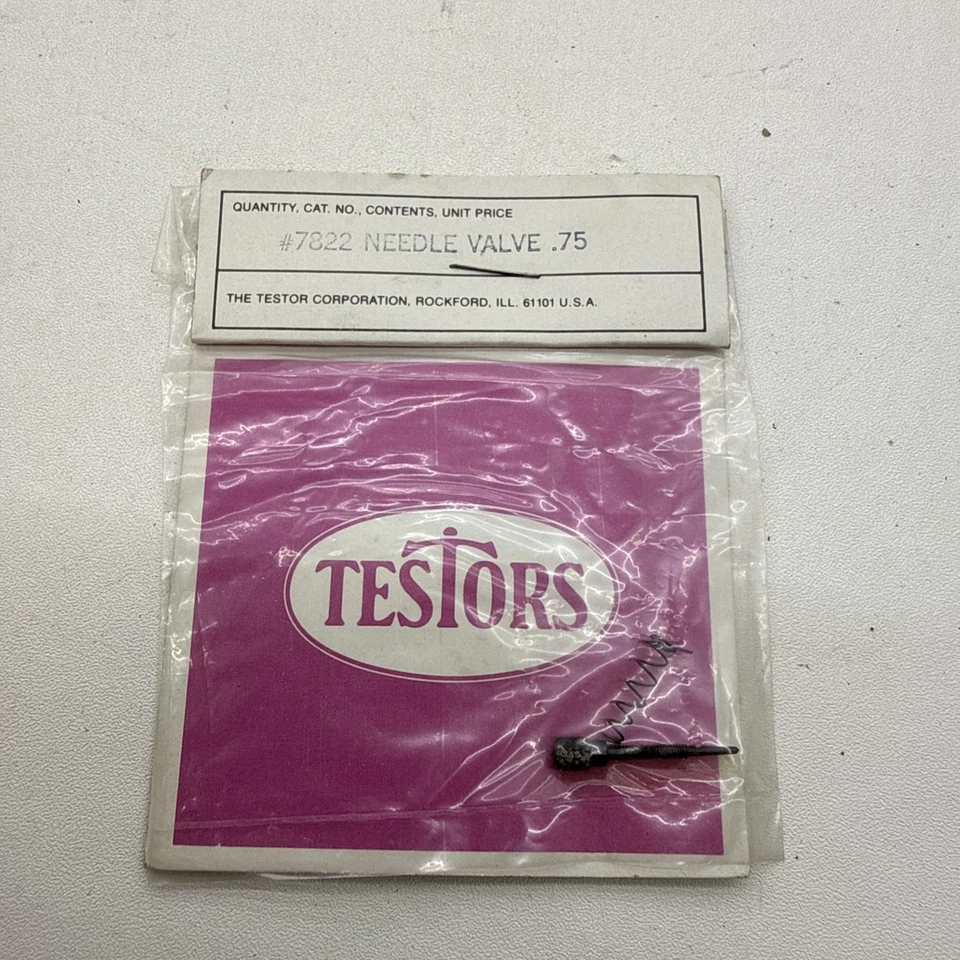 QUANTITY, CAT. NO., CONTENTS, UNIT PRICE
#7822 NEEDLE VALVE .75
THE TESTOR CORPORATION, ROCKFORD, ILL. 61101 U.S.A.
TESTORS